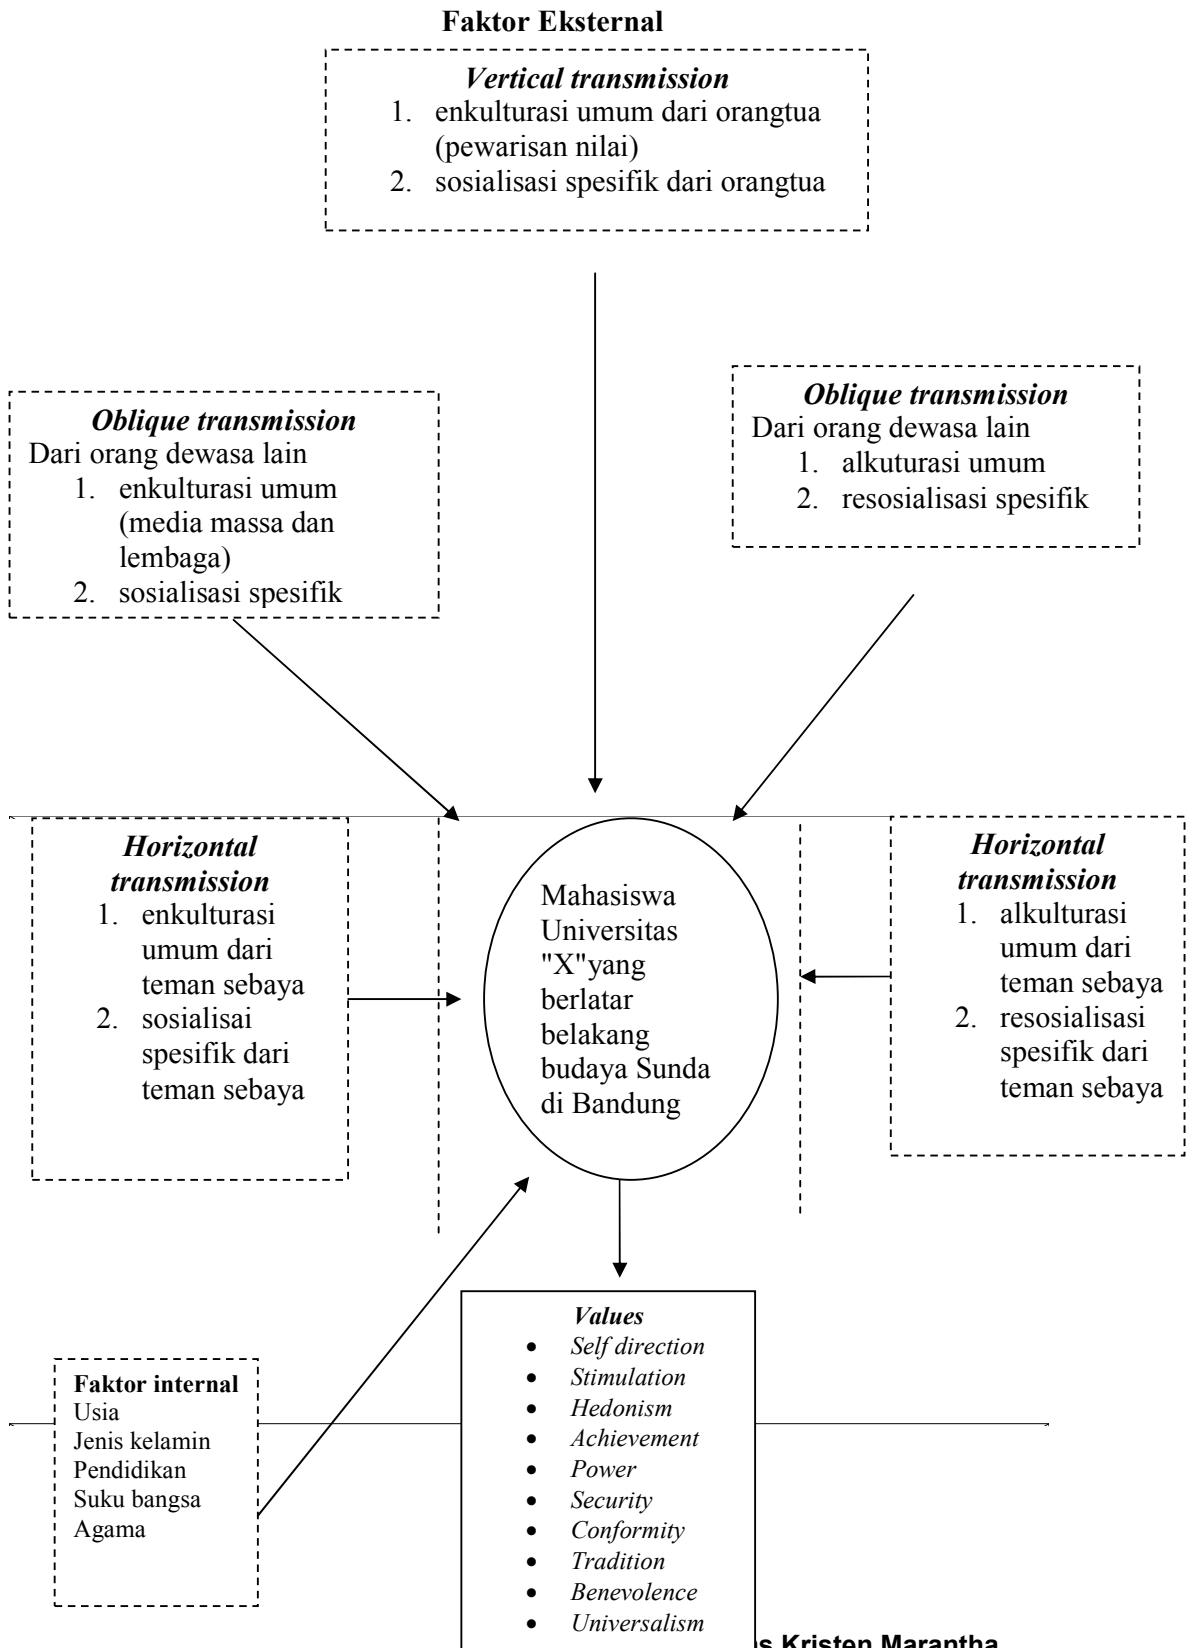 Faktor Eksternal
Vertical transmission
1. enkulturasi umum dari orangtua
(pewarisan nilai)
2. sosialisasi spesifik dari orangtua
Oblique transmission
Dari orang dewasa lain
1. enkulturasi umum
(media massa dan
lembaga)
2. sosialisasi spesifik
Oblique transmission
Dari orang dewasa lain
1. alkuturasi umum
2. resosialisasi spesifik
Horizontal
transmission
1. enkulturasi
umum dari
teman sebaya
2. sosialisai
spesifik dari
teman sebaya
Mahasiswa
Universitas
"X"yang
berlatar
belakang
budaya Sunda
di Bandung
Horizontal
transmission
1. alkulturasi
umum dari
teman sebaya
2. resosialisasi
spesifik dari
teman sebaya
Faktor internal
Usia
Jenis kelamin
Pendidikan
Suku bangsa
Agama
Values
• Self direction
• Stimulation
• Hedonism
• Achievement
• Power
• Security
• Conformity
• Tradition
• Benevolence
• Universalism
Kristen Marantha